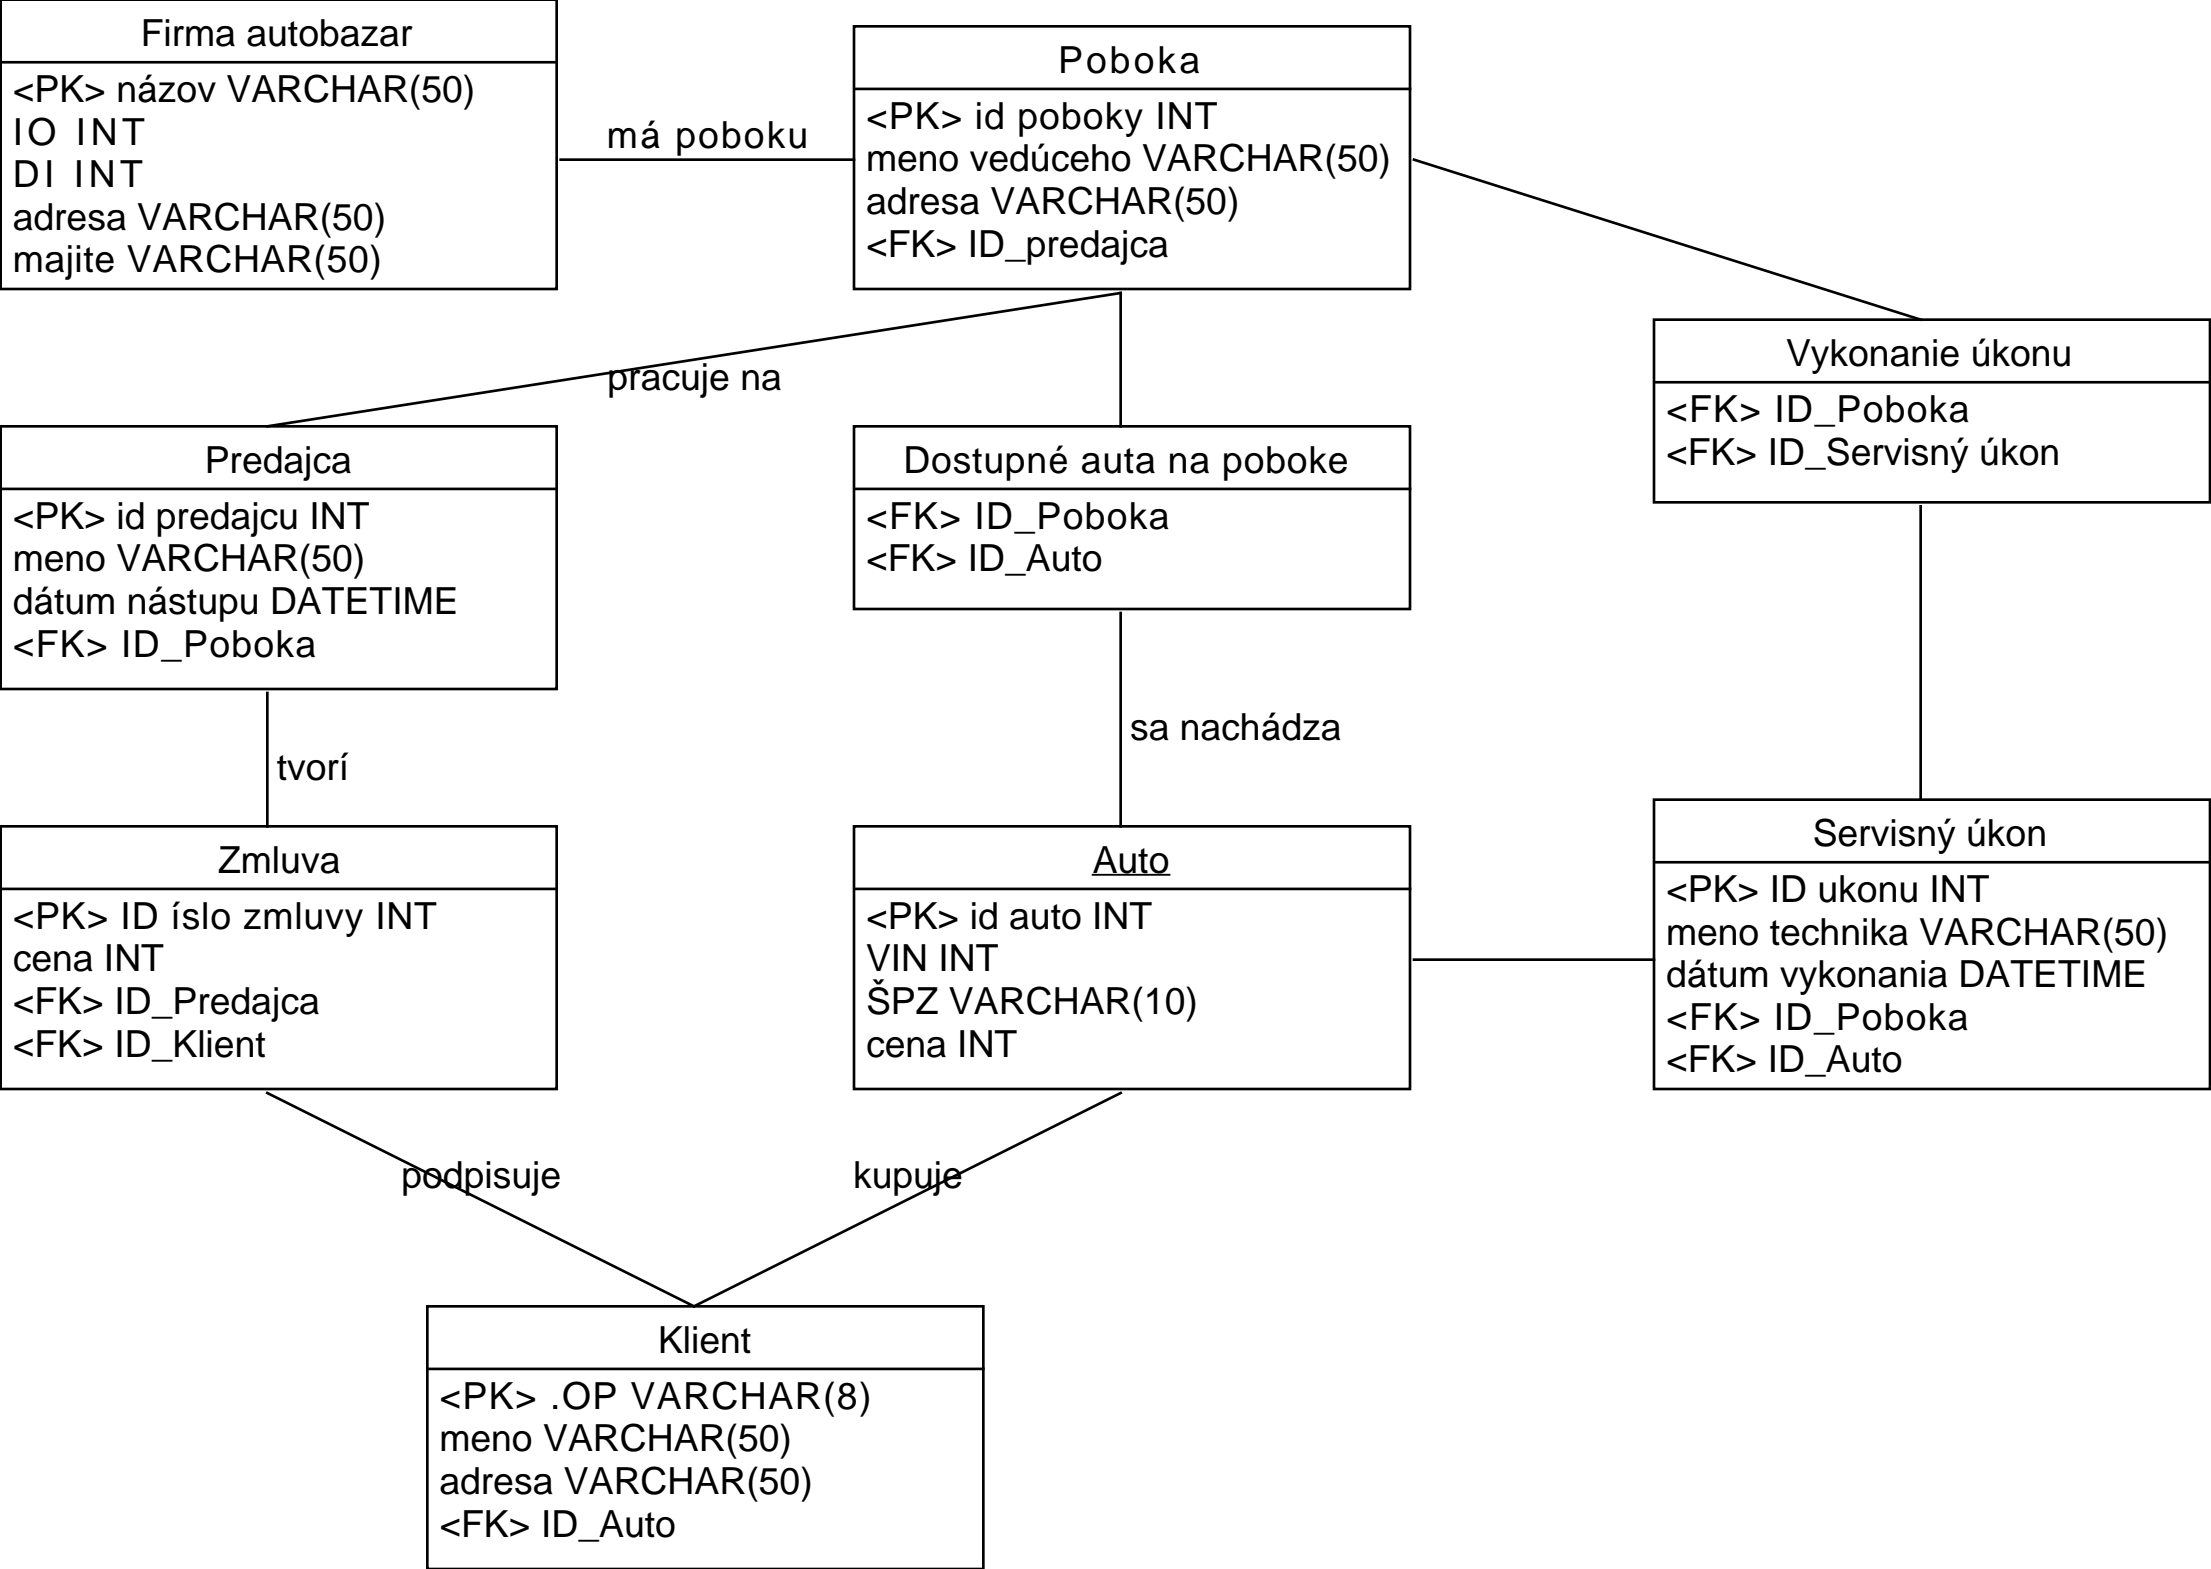 Firma autobazar
<PK> názov VARCHAR(50)
IO INT
DI INT
adresa VARCHAR(50)
majite VARCHAR(50)
má poboku
Poboka
<PK> id poboky INT
meno vedúceho VARCHAR(50)
adresa VARCHAR(50)
<FK> ID_predajca
Vykonanie úkonu
<FK> ID_Poboka
<FK> ID_Servisný úkon
pracuje na
Predajca
<PK> id predajcu INT
meno VARCHAR(50)
dátum nástupu DATETIME
<FK> ID_Poboka
Dostupné auta na poboke
<FK> ID_Poboka
<FK> ID_Auto
tvorí
sa nachádza
Zmluva
<PK> ID íslo zmluvy INT
cena INT
<FK> ID_Predajca
<FK> ID_Klient
Auto
<PK> id auto INT
VIN INT
ŠPZ VARCHAR(10)
cena INT
Servisný úkon
<PK> ID ukonu INT
meno technika VARCHAR(50)
dátum vykonania DATETIME
<FK> ID_Poboka
<FK> ID_Auto
podpisuje
kupuje
Klient
<PK> .OP VARCHAR(8)
meno VARCHAR(50)
adresa VARCHAR(50)
<FK> ID_Auto